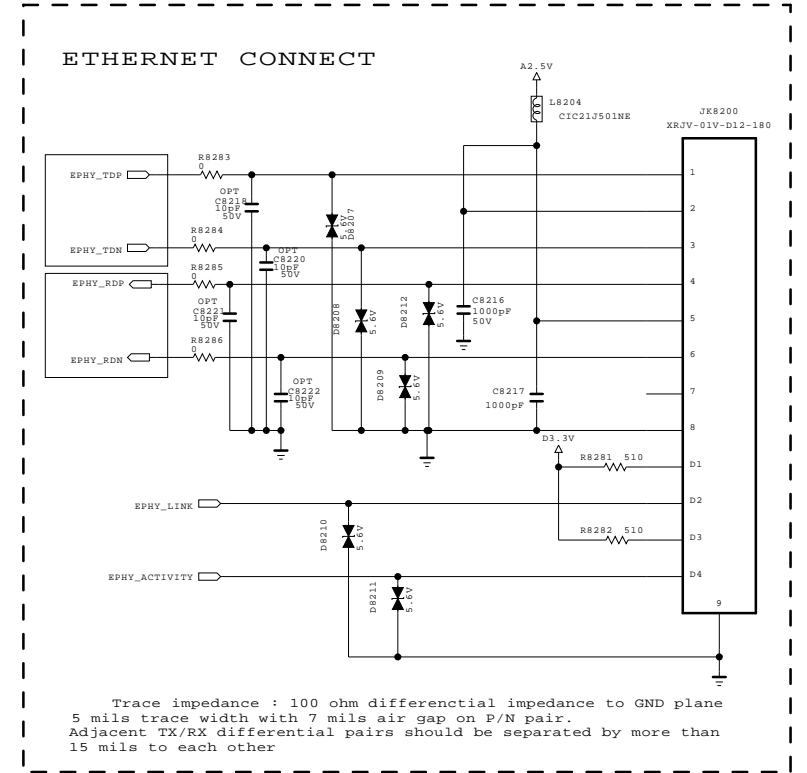 ETHERNET CONNECT
A2.5V
L8204
CIC21J501NE
JK8200
XRJV-01V-D12-180
R8283
0
EPHY_TDP
1
OPT
C8218
10pF
50V
5.6V
D8207
2
R8284
0
EPHY_TDN
3
OPT
C8220
10pF
50V
R8285
0
EPHY_RDP
4
OPT
C8221
10pF
50V
D8208
5.6V
D8212
5.6V
C8216
1000pF
50V
5
R8286
0
EPHY_RDN
6
OPT
C8222
10pF
50V
D8209
5.6V
C8217
1000pF
7
8
D3.3V
R8281 510
D1
EPHY_LINK
D2
D8210
5.6V
R8282 510
D3
EPHY_ACTIVITY
D4
D8211
5.6V
9
Trace impedance : 100 ohm differenctial impedance to GND plane
5 mils trace width with 7 mils air gap on P/N pair.
Adjacent TX/RX differential pairs should be separated by more than
15 mils to each other